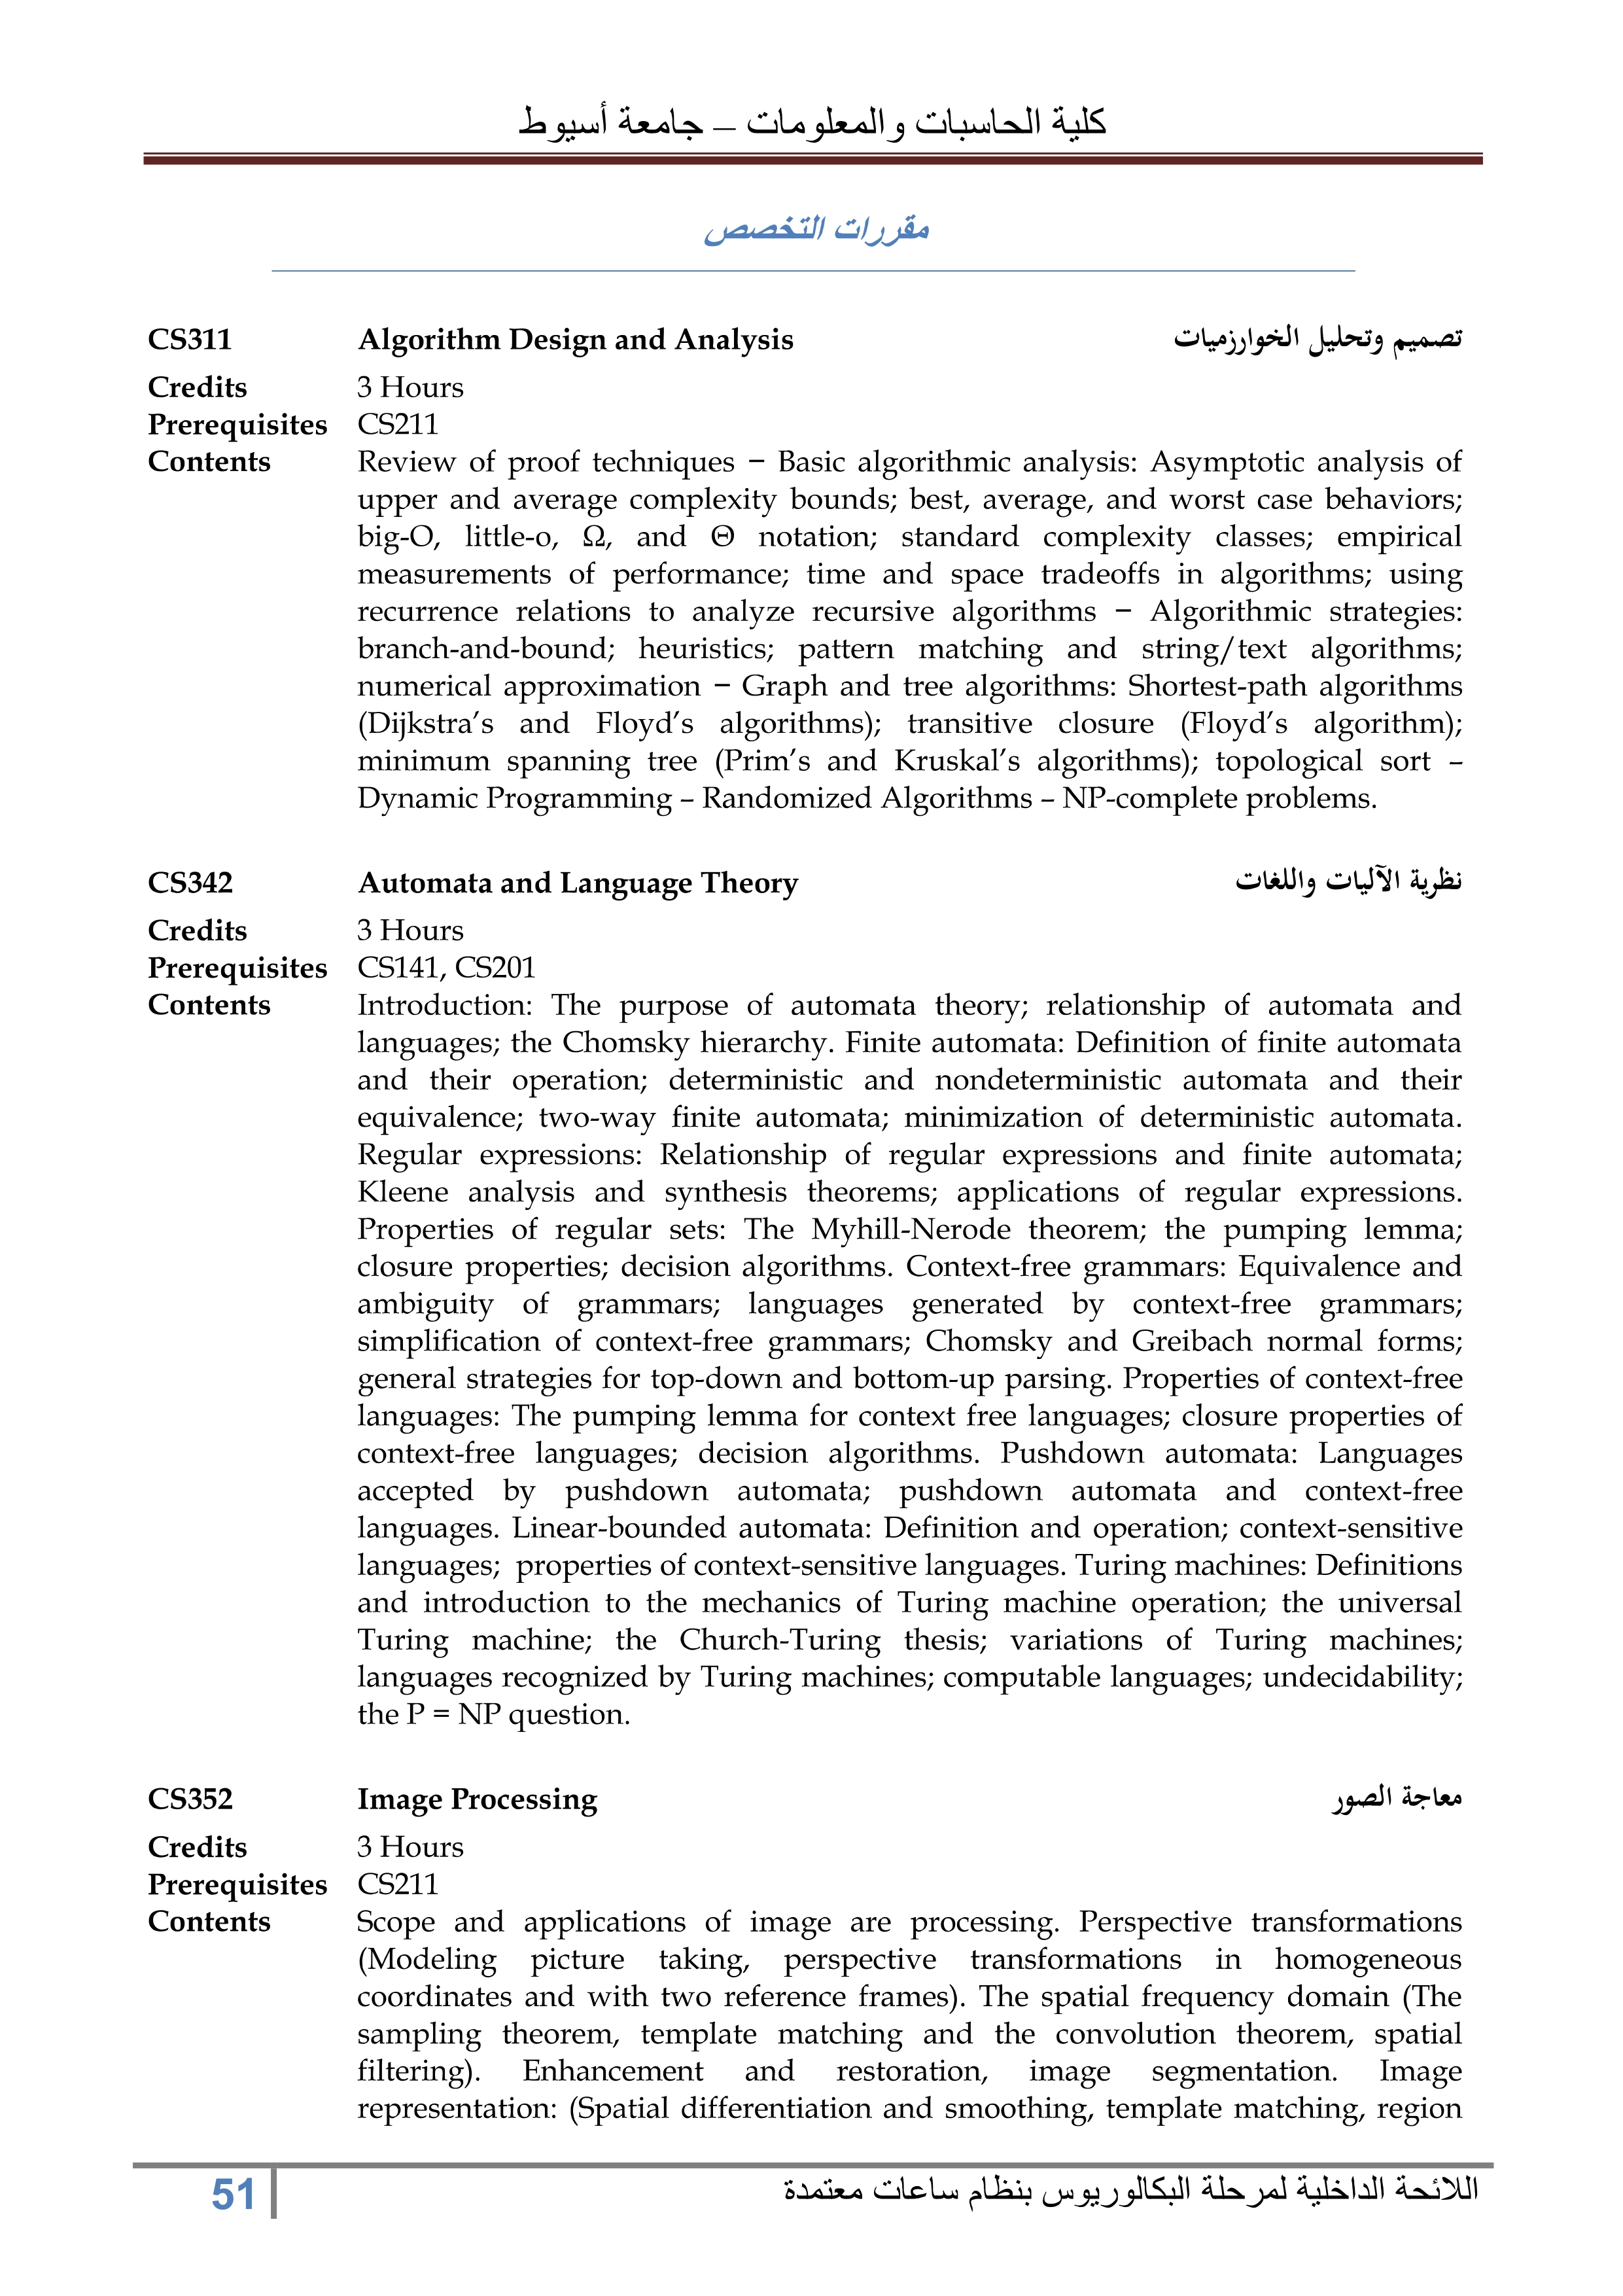 كلية الحاسبات والمعلومات – جامعة أسيوط
مقررات التخصص
CS311 Algorithm Design and Analysis تصميم وتحليل الخوارزميات
Credits 3 Hours
Prerequisites CS211
Contents Review of proof techniques − Basic algorithmic analysis: Asymptotic analysis of
upper and average complexity bounds; best, average, and worst case behaviors;
big-O, little-o, Ω, and Θ notation; standard complexity classes; empirical
measurements of performance; time and space tradeoffs in algorithms; using
recurrence relations to analyze recursive algorithms − Algorithmic strategies:
branch-and-bound; heuristics; pattern matching and string/text algorithms;
numerical approximation − Graph and tree algorithms: Shortest-path algorithms
(Dijkstra’s and Floyd’s algorithms); transitive closure (Floyd’s algorithm);
minimum spanning tree (Prim’s and Kruskal’s algorithms); topological sort –
Dynamic Programming – Randomized Algorithms – NP-complete problems.
CS342 Automata and Language Theory نظرية الآليات واللغات
Credits 3 Hours
Prerequisites CS141, CS201
Contents Introduction: The purpose of automata theory; relationship of automata and
languages; the Chomsky hierarchy. Finite automata: Definition of finite automata
and their operation; deterministic and nondeterministic automata and their
equivalence; two-way finite automata; minimization of deterministic automata.
Regular expressions: Relationship of regular expressions and finite automata;
Kleene analysis and synthesis theorems; applications of regular expressions.
Properties of regular sets: The Myhill-Nerode theorem; the pumping lemma;
closure properties; decision algorithms. Context-free grammars: Equivalence and
ambiguity of grammars; languages generated by context-free grammars;
simplification of context-free grammars; Chomsky and Greibach normal forms;
general strategies for top-down and bottom-up parsing. Properties of context-free
languages: The pumping lemma for context free languages; closure properties of
context-free languages; decision algorithms. Pushdown automata: Languages
accepted by pushdown automata; pushdown automata and context-free
languages. Linear-bounded automata: Definition and operation; context-sensitive
languages; properties of context-sensitive languages. Turing machines: Definitions
and introduction to the mechanics of Turing machine operation; the universal
Turing machine; the Church-Turing thesis; variations of Turing machines;
languages recognized by Turing machines; computable languages; undecidability;
the P = NP question.
CS352 Image Processing معاجة الصور
Credits 3 Hours
Prerequisites CS211
Contents Scope and applications of image are processing. Perspective transformations
(Modeling picture taking, perspective transformations in homogeneous
coordinates and with two reference frames). The spatial frequency domain (The
sampling theorem, template matching and the convolution theorem, spatial
filtering). Enhancement and restoration, image segmentation. Image
representation: (Spatial differentiation and smoothing, template matching, region
51 اللائحة الداخلية لمرحلة البكالوريوس بنظام ساعات معتمدة